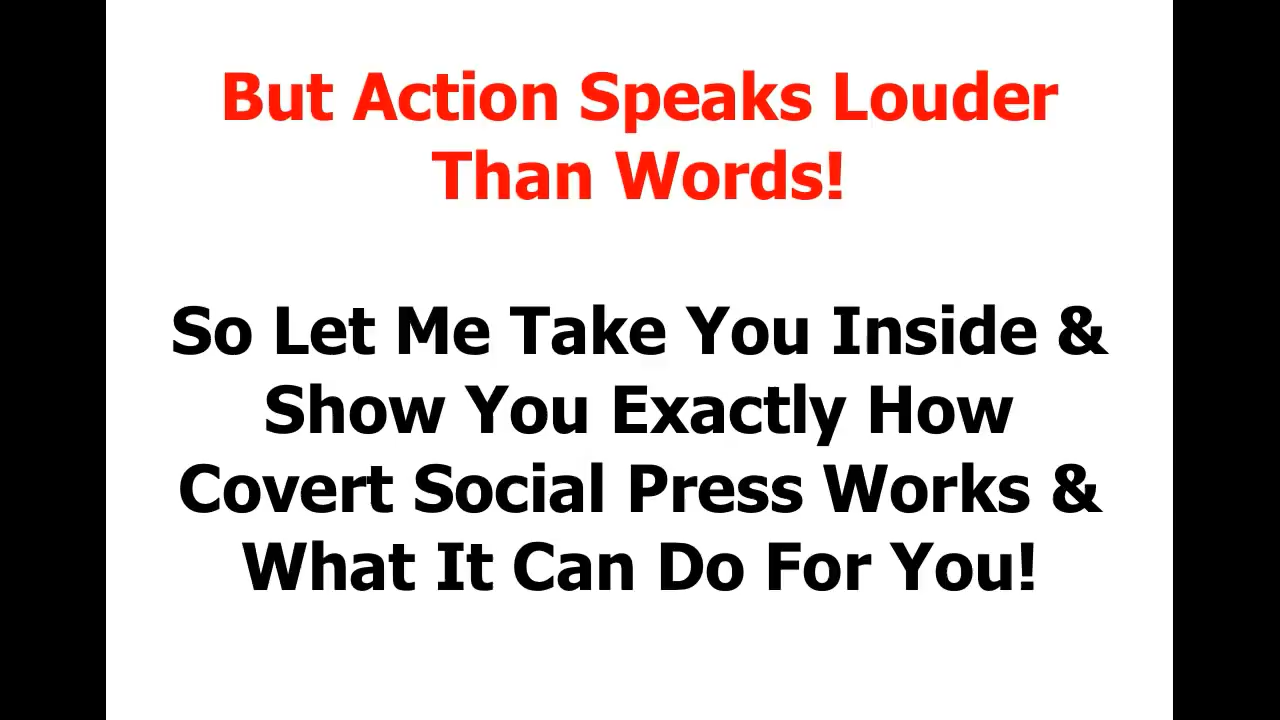 But Action Speaks Louder
Than Words!
So Let Me Take You Inside &
Show You Exactly How
Covert Social Press Works &
What It Can Do For You!